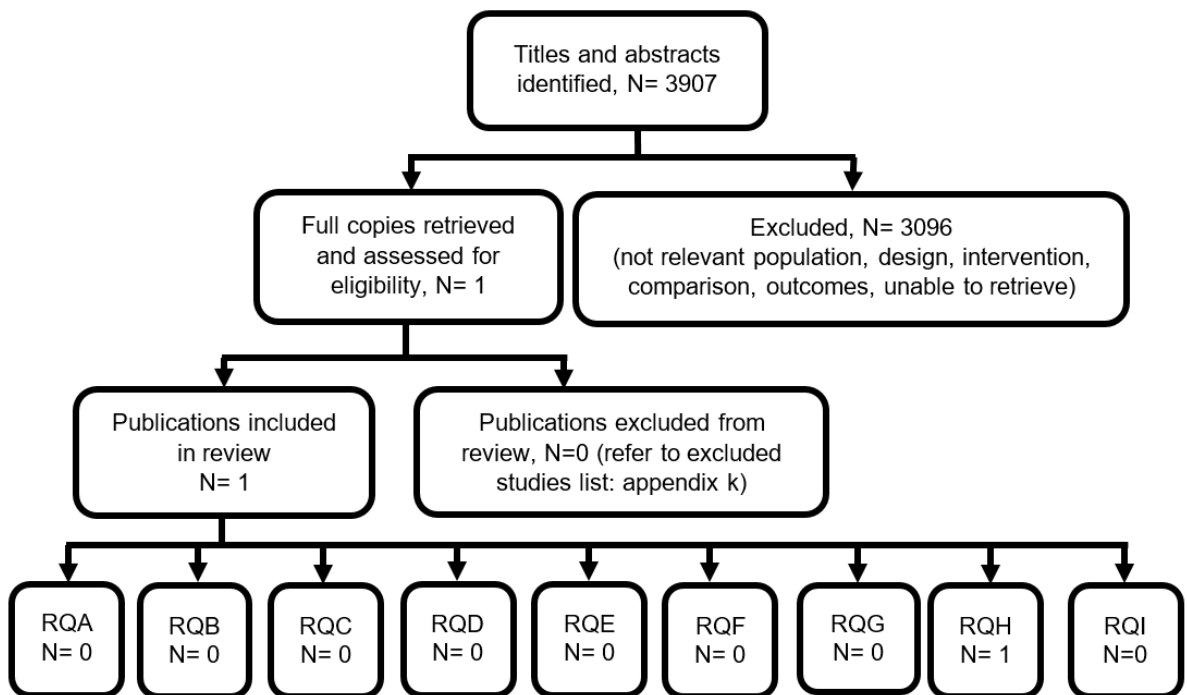 Titles and abstracts
identified, N= 3907
Full copies retrieved
and assessed for
eligibility, N= 1
Excluded, N= 3096
(not relevant population, design, intervention,
comparison, outcomes, unable to retrieve)
Publications included
in review
N= 1
Publications excluded from
review, N=0 (refer to excluded
studies list: appendix k)
RQA
N= 0
RQB
N= 0
RQC
N= 0
RQD
N= 0
RQE
N= 0
RQF
N= 0
RQG
N= 0
RQH
N= 1
RQI
N=0